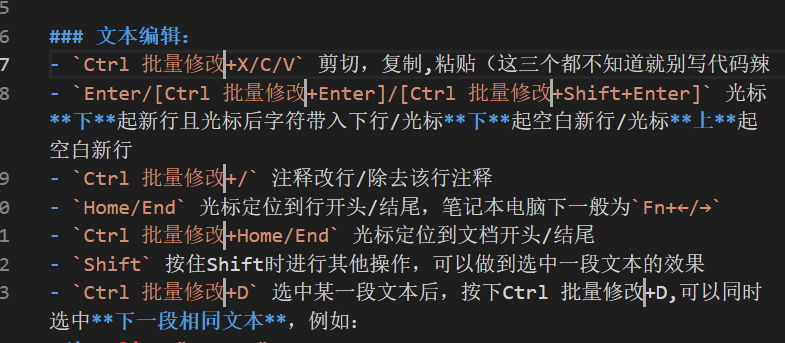 5
6 ### 文本编辑：
7 - `Ctrl 批量修改+X/C/V` 剪切，复制,粘贴（这三个都不知道就别写代码辣
8 - `Enter/[Ctrl 批量修改+Enter]/[Ctrl 批量修改+Shift+Enter]` 光标
**下**起新行且光标后字符带入下行/光标**下**起空白新行/光标**上**起
空白新行
9 - `Ctrl 批量修改+/` 注释改行/除去该行注释
0 - `Home/End` 光标定位到行开头/结尾，笔记本电脑下一般为`Fn+←/→`
1 - `Ctrl 批量修改+Home/End` 光标定位到文档开头/结尾
2 - `Shift` 按住Shift时进行其他操作，可以做到选中一段文本的效果
3 - `Ctrl 批量修改+D` 选中某一段文本后，按下Ctrl 批量修改+D,可以同时
选中**下一段相同文本**，例如：